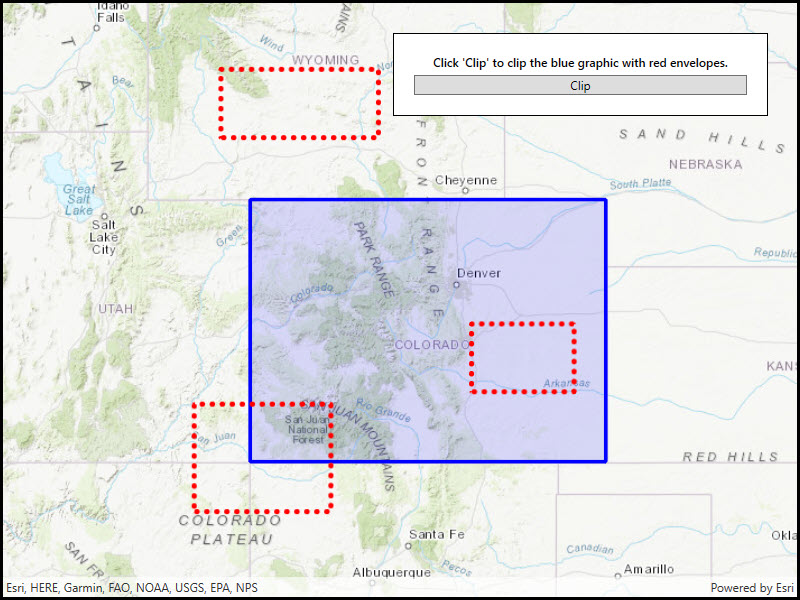 Idaho
Falls
Wind
WYOMING
Click 'Clip' to clip the blue graphic with red envelopes.
Clip
Bear
TAINS
SAND HILLS
NEBRASKA
Great
Salt
Lake
Cheyenne
South Platte
Salt
Lake
City
Green
FRONT RANGE
PARK RANGE
Republic
Denver
Colorado
UTAH
COLORADO
KANS
Arkansas
San Juan
San Juan
National
Forest
SAN JUAN MOUNTAINS
Rio Grande
RED HILLS
COLORADO
PLATEAU
SAN FR
Santa Fe
Canadian
Okla
Albuquerque
Pecos
Amarillo
Esri, HERE, Garmin, FAO, NOAA, USGS, EPA, NPS
Powered by Esri